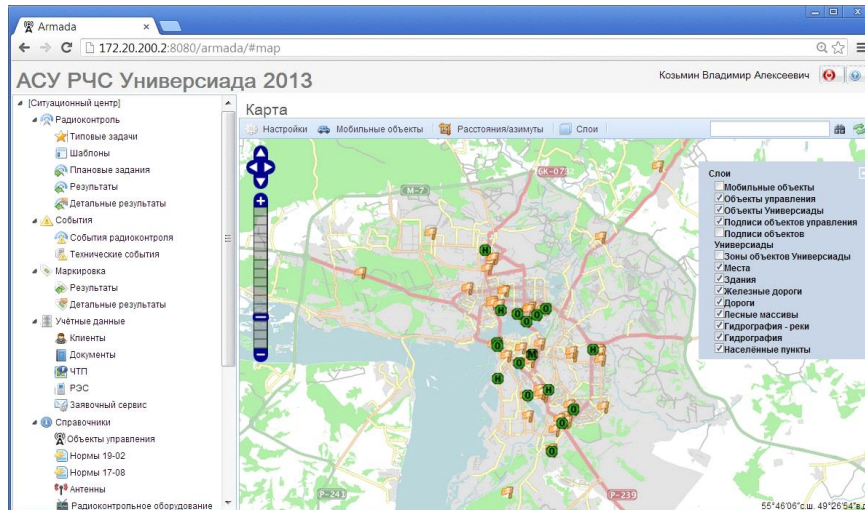 Armada
172.20.200.2:8080/armada/#map
АСУ РЧС Универсиада 2013
Козьмин Владимир Алексеевич
[Ситуационный центр]
Радиоконтроль
Типовые задачи
Шаблоны
Плановые задания
Результаты
Детальные результаты
События
События радиоконтроля
Технические события
Маркировка
Результаты
Детальные результаты
Учётные данные
Клиенты
Документы
ЧТП
РЭС
Заявочный сервис
Справочники
Объекты управления
Нормы 19-02
Нормы 17-08
Антенны
Радиоконтрольное оборудование
Карта
Настройки Мобильные объекты Расстояния/азимуты Слои
6К-073
М-7
Р-241
Р-239
Слои
Мобильные объекты
Объекты управления
Объекты Универсиады
Подписи объектов управления
Подписи объектов
Универсиады
Зоны объектов Универсиады
Места
Здания
Железные дороги
Дороги
Лесные массивы
Гидрография - реки
Гидрография
Населённые пункты
55°46'06"с.ш. 49°26'54"в.